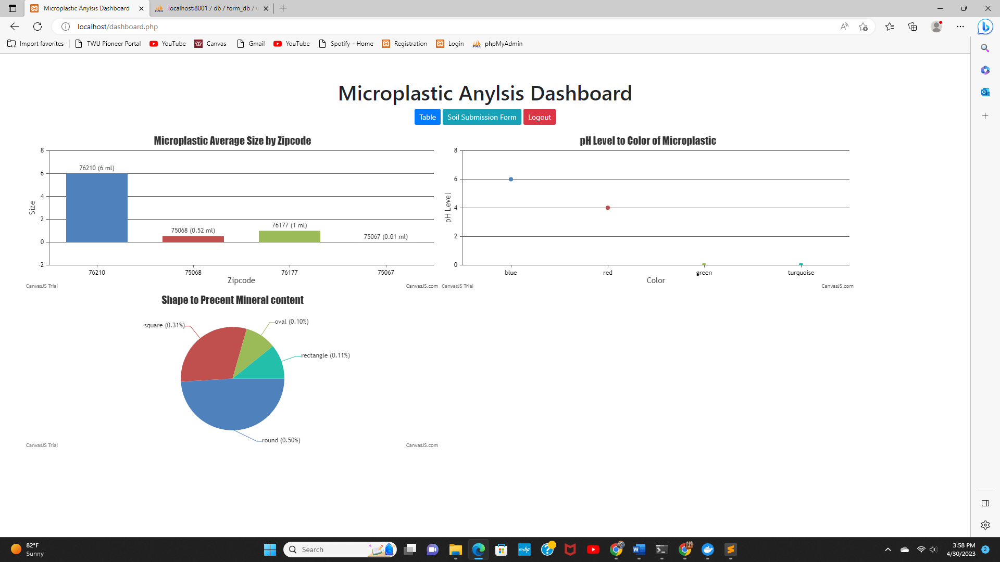 Microplastic Anylsis Dashboard
localhost:8001 / db / form_db / u
localhost/dashboard.php
Import favorites
TWU Pioneer Portal
YouTube
Canvas
Gmail
YouTube
Spotify – Home
Registration
Login
phpMyAdmin
Microplastic Anylsis Dashboard
Table
Soil Submission Form
Logout
Microplastic Average Size by Zipcode
8
6
4
2
0
-2
Size
76210 (6 ml)
75068 (0.52 ml)
76177 (1 ml)
75067 (0.01 ml)
76210
75068
76177
75067
Zipcode
CanvasJS Trial
CanvasJS.com
pH Level to Color of Microplastic
8
6
4
2
0
pH Level
blue
red
green
turquoise
Color
CanvasJS Trial
CanvasJS.com
Shape to Precent Mineral content
square (0.31%)
oval (0.10%)
rectangle (0.11%)
round (0.50%)
CanvasJS Trial
CanvasJS.com
82°F
Sunny
Search
myhp
3:58 PM
4/30/2023
2